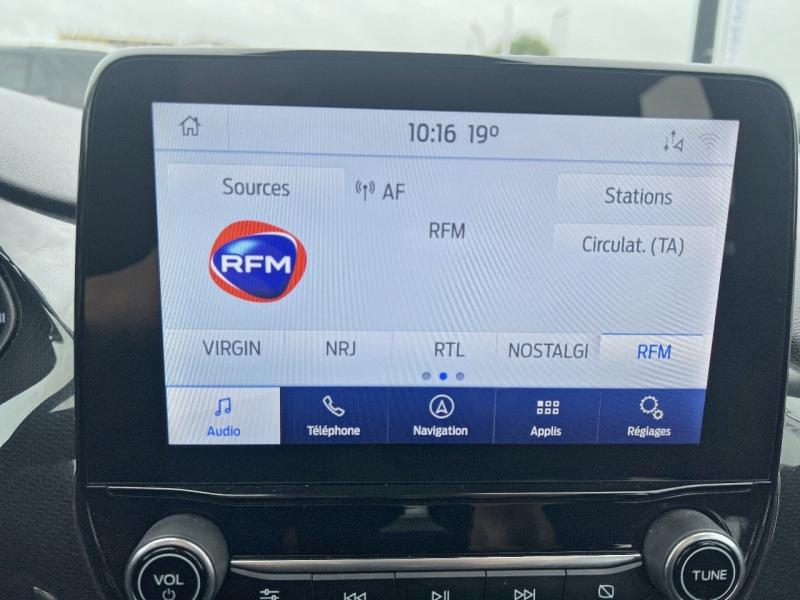 10:16 19°
Sources
AF
Stations
RFM
Circulat. (TA)
RFM
VIRGIN
NRJ
RTL
NOSTALGI
RFM
Audio
Téléphone
Navigation
Applis
Réglages
VOL
TUNE